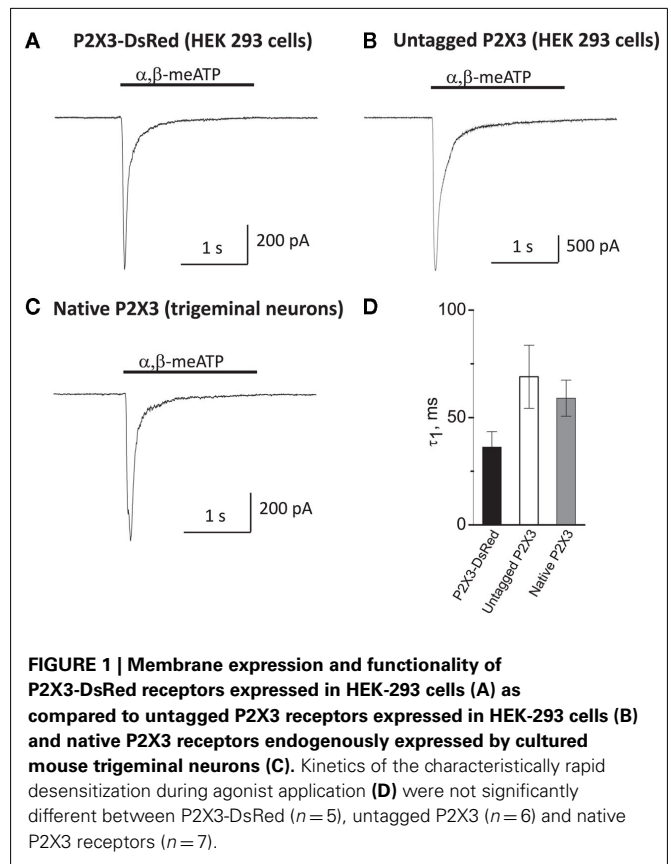 A P2X3-DsRed (HEK 293 cells)
α,β-meATP
1 s
200 pA
B Untagged P2X3 (HEK 293 cells)
α,β-meATP
1 s
500 pA
C Native P2X3 (trigeminal neurons)
α,β-meATP
1 s
200 pA
D
100
50
0
τ1, ms
P2X3-DsRed
Untagged P2X3
Native P2X3
FIGURE 1 | Membrane expression and functionality of
P2X3-DsRed receptors expressed in HEK-293 cells (A) as
compared to untagged P2X3 receptors expressed in HEK-293 cells (B)
and native P2X3 receptors endogenously expressed by cultured
mouse trigeminal neurons (C). Kinetics of the characteristically rapid
desensitization during agonist application (D) were not significantly
different between P2X3-DsRed (n = 5), untagged P2X3 (n = 6) and native
P2X3 receptors (n = 7).